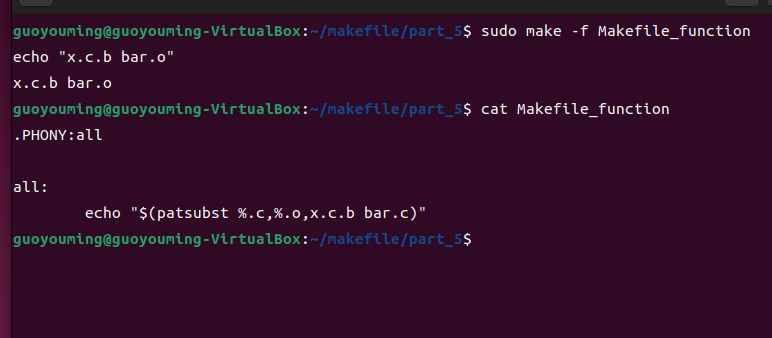 guoyouming@guoyouming-VirtualBox:~/makefile/part_5$ sudo make -f Makefile_function
echo "x.c.b bar.o"
x.c.b bar.o
guoyouming@guoyouming-VirtualBox:~/makefile/part_5$ cat Makefile_function
.PHONY:all

all:
        echo "$(patsubst %.c,%.o,x.c.b bar.c)"
guoyouming@guoyouming-VirtualBox:~/makefile/part_5$